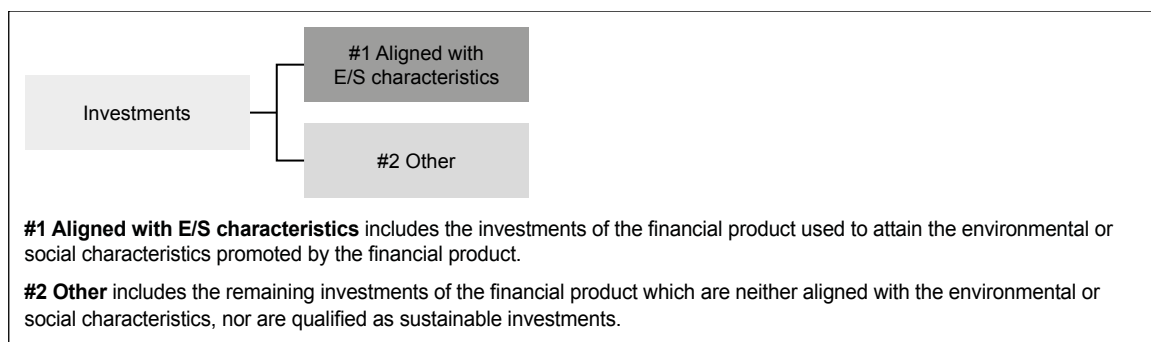 #1 Aligned with
E/S characteristics
Investments
#2 Other
#1 Aligned with E/S characteristics includes the investments of the financial product used to attain the environmental or
social characteristics promoted by the financial product.
#2 Other includes the remaining investments of the financial product which are neither aligned with the environmental or
social characteristics, nor are qualified as sustainable investments.